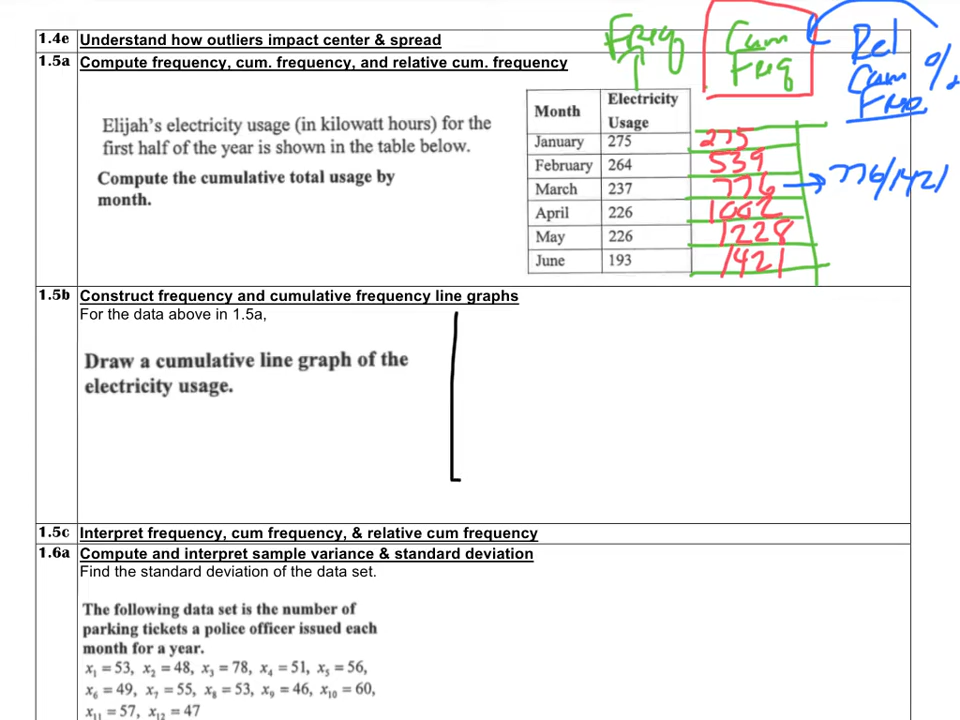 1.4e Understand how outliers impact center & spread
1.5a Compute frequency, cum. frequency, and relative cum. frequency
Freq
Cum
Freq
Rel
Cum %
Freq
Elijah's electricity usage (in kilowatt hours) for the
first half of the year is shown in the table below.
Compute the cumulative total usage by
month.
Month Electricity
Usage
January 275 275
February 264 539
March 237 776 → 776/1421
April 226 1002
May 226 1228
June 193 1421
1.5b Construct frequency and cumulative frequency line graphs
For the data above in 1.5a,
Draw a cumulative line graph of the
electricity usage.
1.5c Interpret frequency, cum frequency, & relative cum frequency
1.6a Compute and interpret sample variance & standard deviation
Find the standard deviation of the data set.
The following data set is the number of
parking tickets a police officer issued each
month for a year.
x₁ = 53, x₂ = 48, x₃ = 78, x₄ = 51, x₅ = 56,
x₆ = 49, x₇ = 55, x₈ = 53, x₉ = 46, x₁₀ = 60,
x₁₁ = 57, x₁₂ = 47